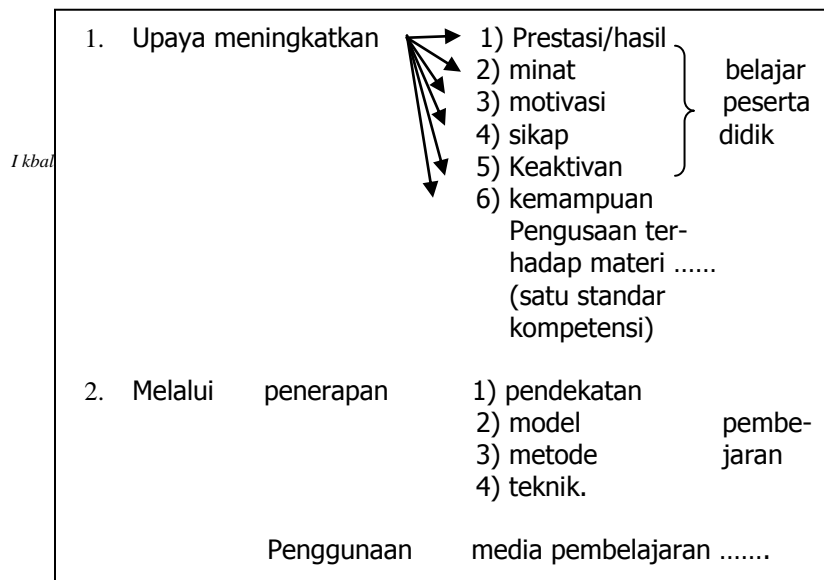 1. Upaya meningkatkan 1) Prestasi/hasil
2) minat belajar
3) motivasi peserta
4) sikap didik
I kbal 5) Keaktivan
6) kemampuan
Pengusaan ter-
hadap materi ……
(satu standar
kompetensi)
2. Melalui penerapan 1) pendekatan
2) model pembe-
3) metode jaran
4) teknik.
Penggunaan media pembelajaran …….